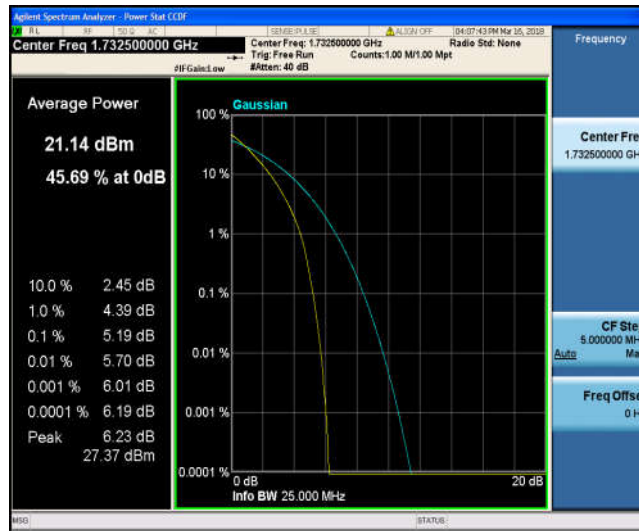 Agilent Spectrum Analyzer - Power Stat CCDF
RL RF 50 Ω AC SENSE:PULSE ALIGN OFF 04:07:43 PM Mar 16, 2018
Center Freq 1.732500000 GHz
Center Freq: 1.732500000 GHz Radio Std: None
Trig: Free Run Counts:1.00 M/1.00 Mpt
#IFGain:Low #Atten: 40 dB
Frequency
Average Power
21.14 dBm
45.69 % at 0dB
10.0 % 2.45 dB
1.0 % 4.39 dB
0.1 % 5.19 dB
0.01 % 5.70 dB
0.001 % 6.01 dB
0.0001 % 6.19 dB
Peak 6.23 dB
27.37 dBm
Gaussian
100 %
10 %
1 %
0.1 %
0.01 %
0.001 %
0.0001 %
0 dB 20 dB
Info BW 25.000 MHz
Center Fre
1.732500000 GH
CF Ste
5.000000 MH
Auto Ma
Freq Offse
0 H
MSG STATUS